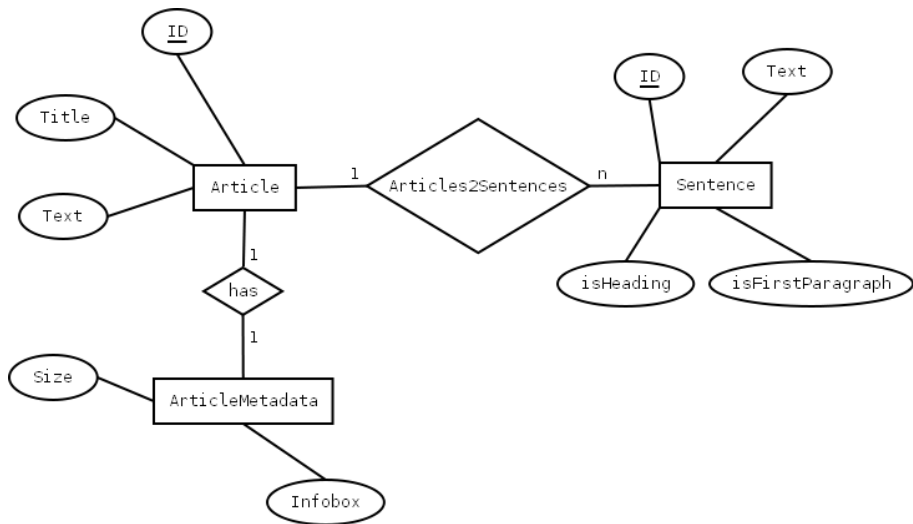 ID
Title
Text
Article
1
Articles2Sentences
n
ID
Text
Sentence
isHeading
isFirstParagraph
1
has
1
Size
ArticleMetadata
Infobox